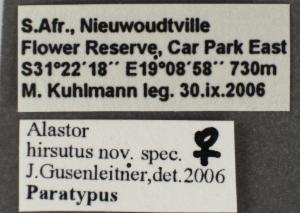 S.Afr., Nieuwoudtville
Flower Reserve, Car Park East
S31°22´18´´ E19°08´58´´ 730m
M. Kuhlmann leg. 30.ix.2006
Alastor
hirsutus nov. spec. ♀
J.Gusenleitner,det.2006
Paratypus